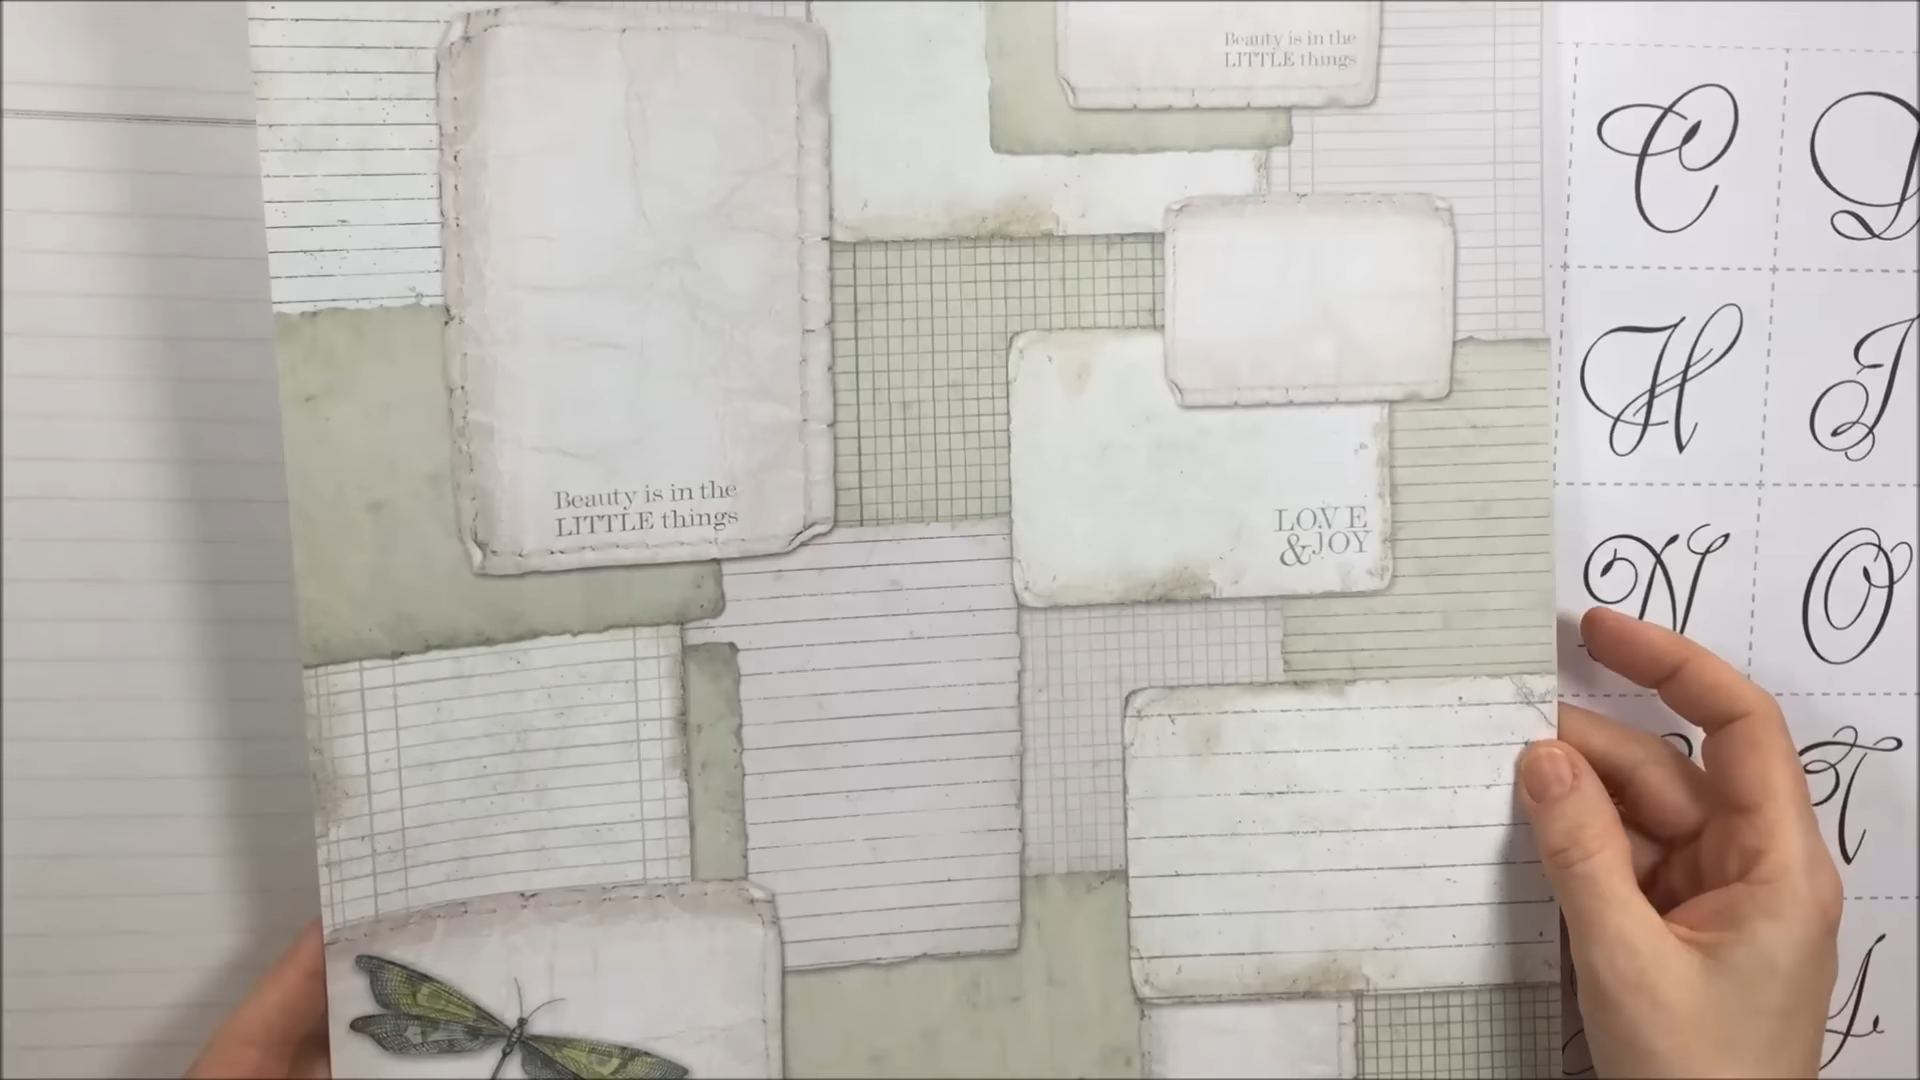 Beauty is in the
LITTLE things
Beauty is in the
LITTLE things
LOVE
&JOY
C D
H I
N O
T